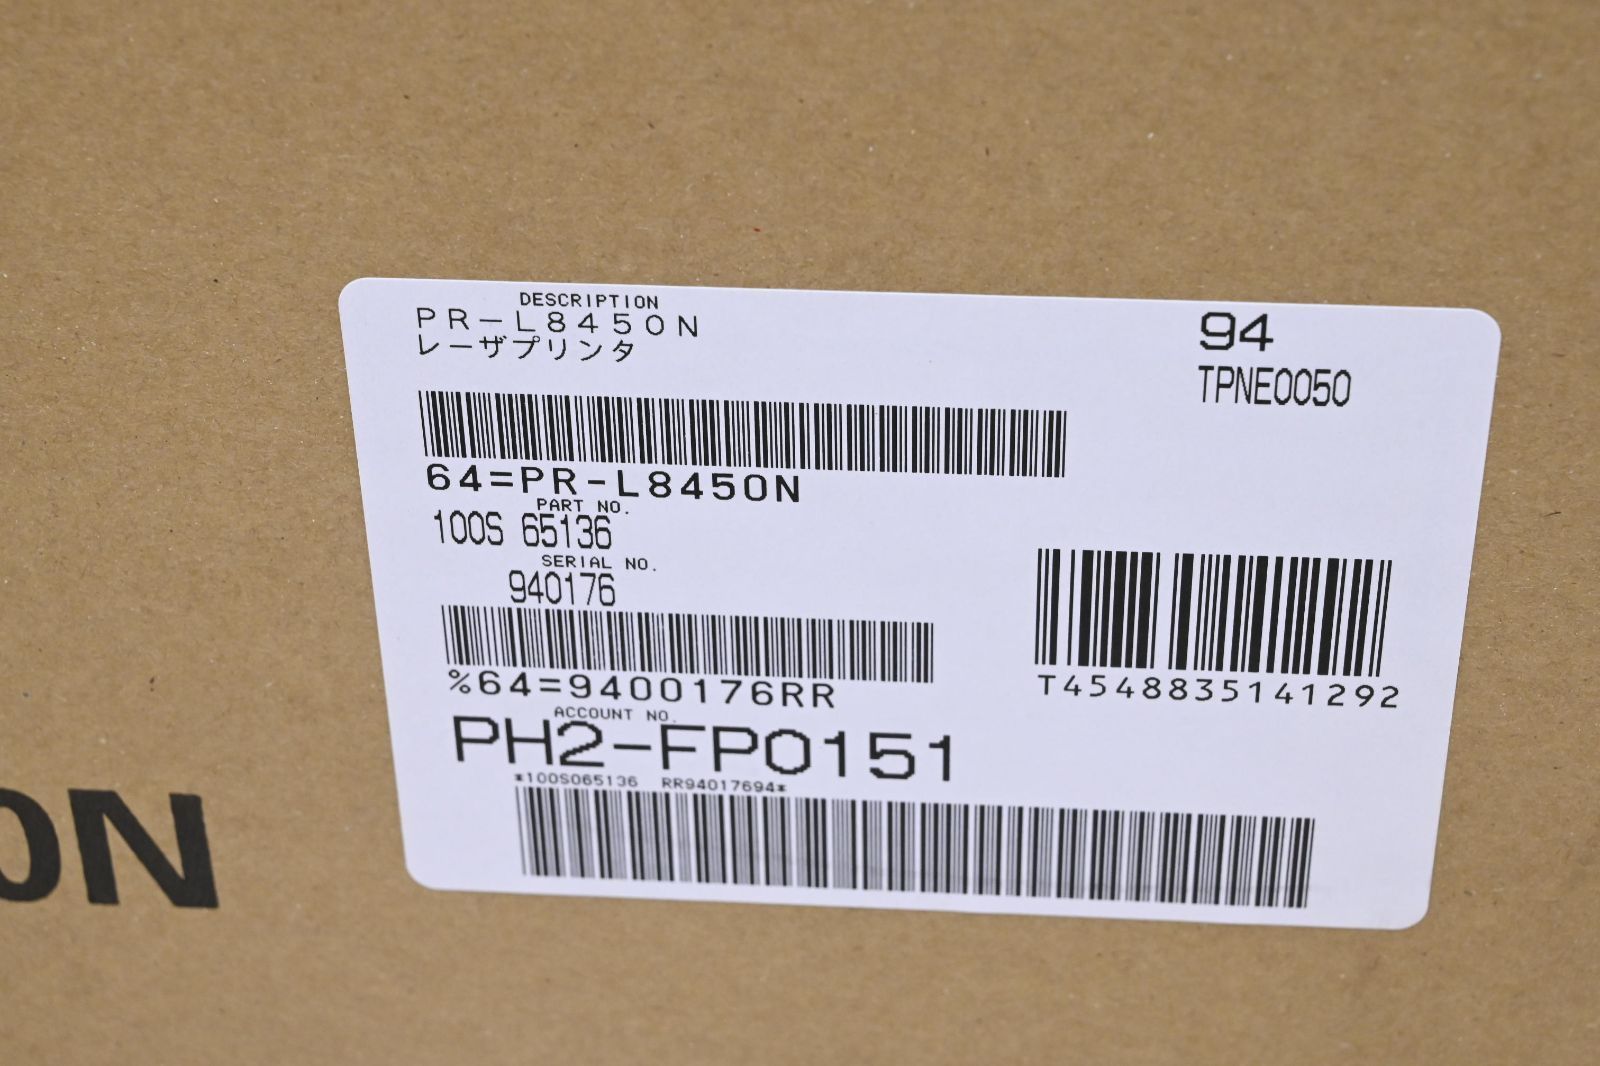 DESCRIPTION
PR-L8450N
レーザプリンタ
94
TPNE0050
64=PR-L8450N
PART NO.
100S 65136
SERIAL NO.
940176
%64=9400176RR
T4548835141292
ACCOUNT NO.
PH2-FP0151
*100S065136 RR94017694*
0N